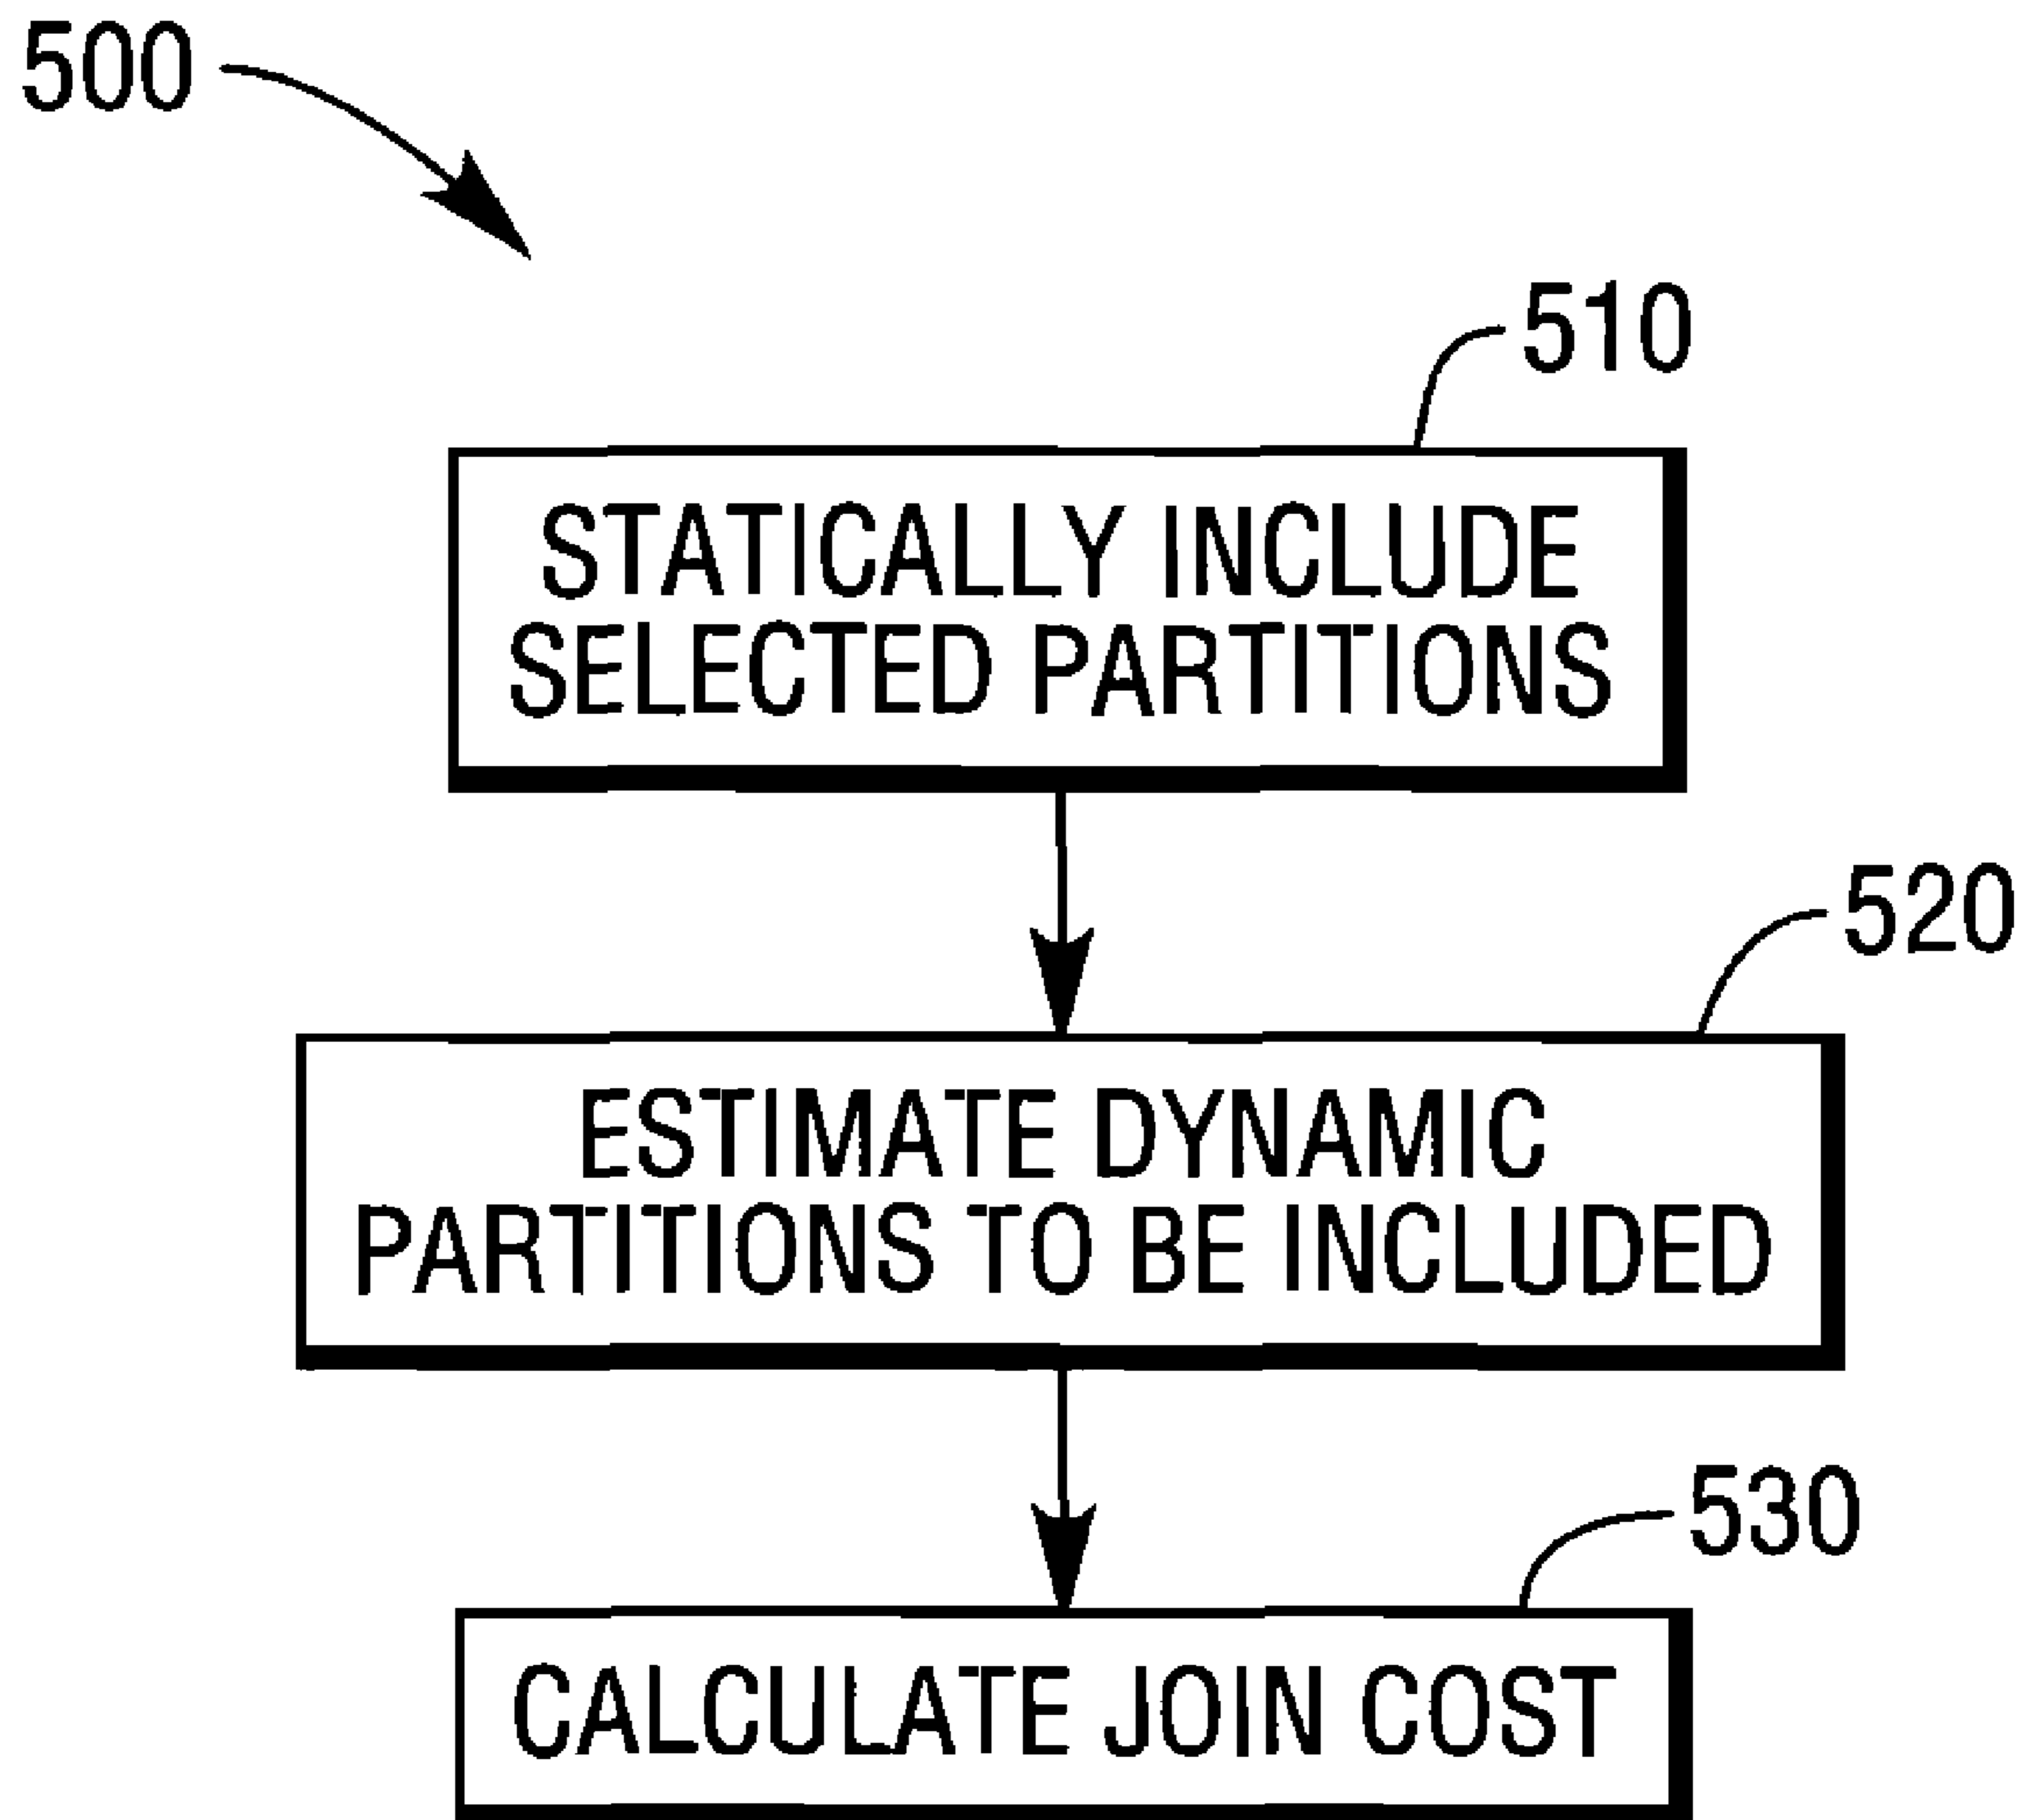 500
510
STATICALLY INCLUDE
SELECTED PARTITIONS
520
ESTIMATE DYNAMIC
PARTITIONS TO BE INCLUDED
530
CALCULATE JOIN COST